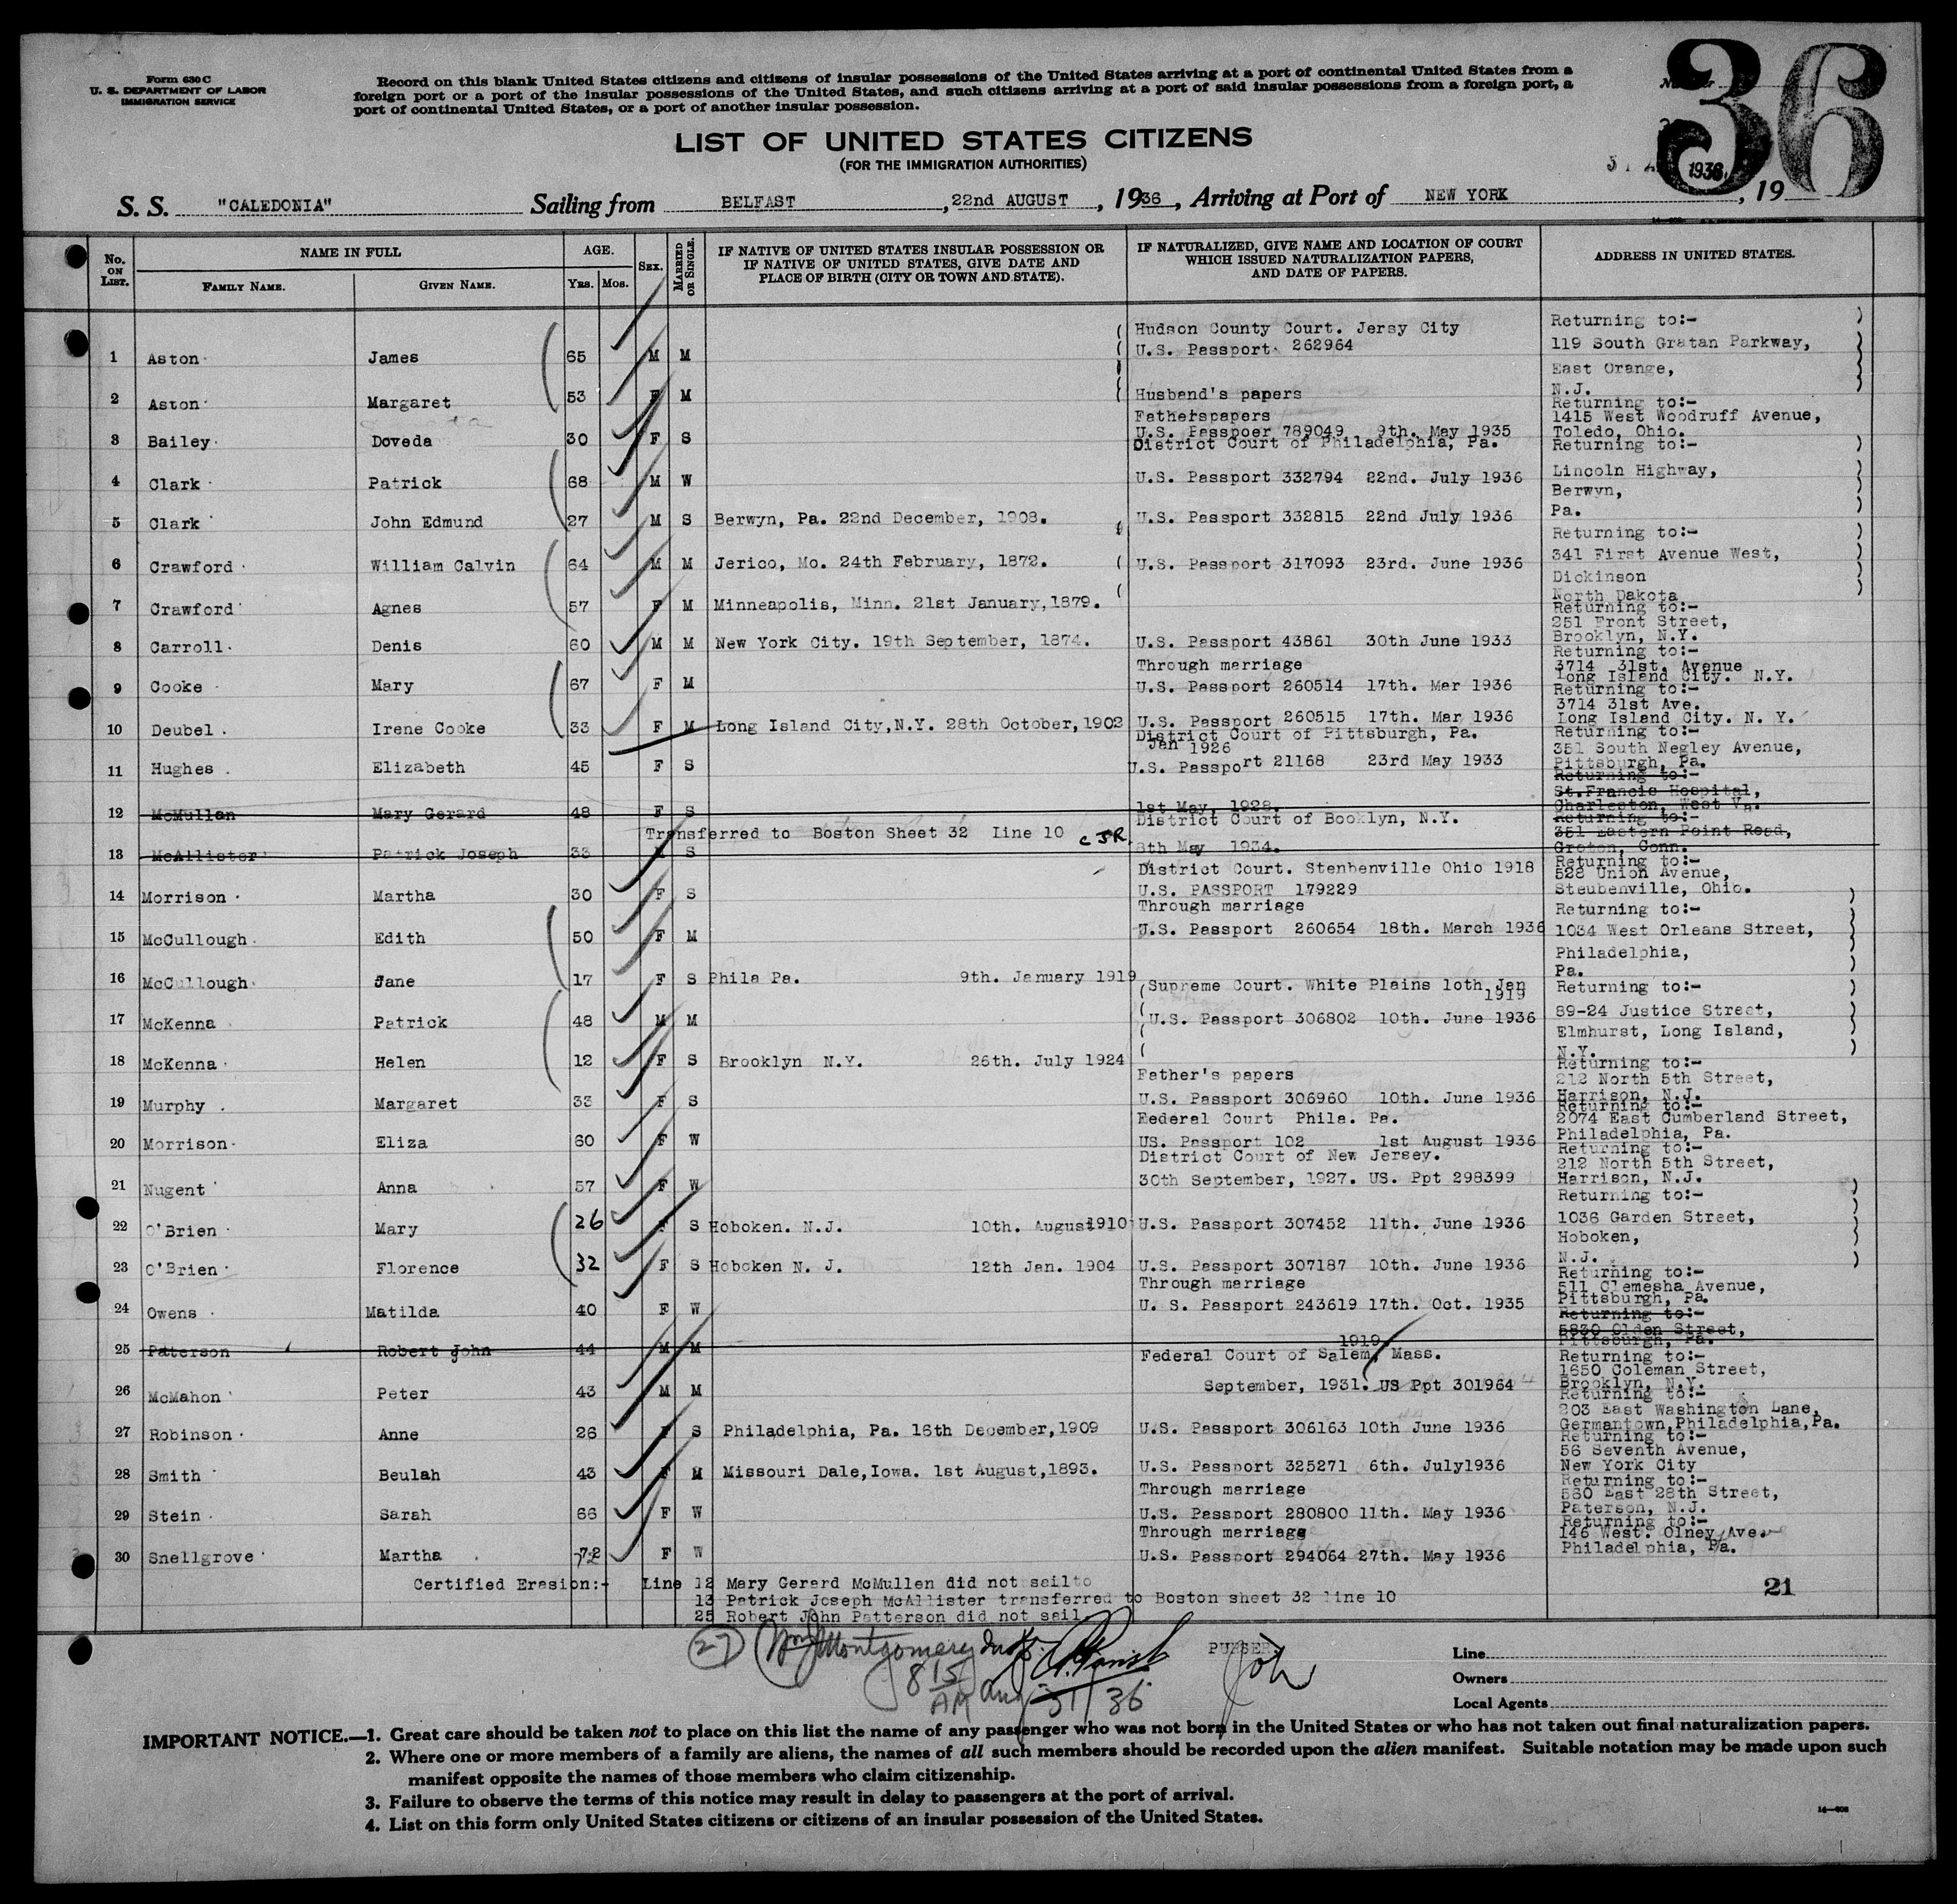 Form 630 C
U. S. DEPARTMENT OF LABOR
IMMIGRATION SERVICE
Record on this blank United States citizens and citizens of insular possessions of the United States arriving at a port of continental United States from a
foreign port or a port of the insular possessions of the United States, and such citizens arriving at a port of said insular possessions from a foreign port, a
port of continental United States, or a port of another insular possession.
36
LIST OF UNITED STATES CITIZENS
(FOR THE IMMIGRATION AUTHORITIES)
1936
S. S. "CALEDONIA" Sailing from BELFAST, 22nd AUGUST, 1936, Arriving at Port of NEW YORK, 19
No. ON LIST. NAME IN FULL FAMILY NAME. GIVEN NAME. AGE. YRS. MOS. SEX. MARRIED OR SINGLE. IF NATIVE OF UNITED STATES INSULAR POSSESSION OR IF NATIVE OF UNITED STATES, GIVE DATE AND PLACE OF BIRTH (CITY OR TOWN AND STATE). IF NATURALIZED, GIVE NAME AND LOCATION OF COURT WHICH ISSUED NATURALIZATION PAPERS, AND DATE OF PAPERS. ADDRESS IN UNITED STATES.
1 Aston James 65 M M Hudson County Court. Jersy City U.S. Passport 262964 Returning to:- 119 South Gratan Parkway, East Orange, N.J.
2 Aston Margaret 53 F M Husband's papers
3 Bailey Doveda 30 F S Father's papers U.S. Passpoer 789049 9th. May 1935 Returning to:- 1415 West Woodruff Avenue, Toledo, Ohio.
4 Clark Patrick 68 M W District Court of Philadelphia, Pa. U.S. Passport 332794 22nd. July 1936 Returning to:- Lincoln Highway, Berwyn, Pa.
5 Clark John Edmund 27 M S Berwyn, Pa. 22nd December, 1908. U.S. Passport 332815 22nd July 1936
6 Crawford William Calvin 64 M M Jerico, Mo. 24th February, 1872. U.S. Passport 317093 23rd. June 1936 Returning to:- 341 First Avenue West, Dickinson North Dakota
7 Crawford Agnes 57 F M Minneapolis, Minn. 21st January, 1879.
8 Carroll Denis 60 M M New York City. 19th September, 1874. U.S. Passport 43861 30th June 1933 Returning to:- 251 Front Street, Brooklyn, N.Y.
9 Cooke Mary 67 F M Through marriage U.S. Passport 260514 17th. Mar 1936 Returning to:- 3714 31st. Avenue Long Island City. N.Y.
10 Deubel Irene Cooke 33 F M Long Island City, N.Y. 28th October, 1902 U.S. Passport 260515 17th. Mar 1936 Returning to:- 3714 31st Ave. Long Island City. N. Y.
11 Hughes Elizabeth 45 F S District Court of Pittsburgh, Pa. Jan 1926 U.S. Passport 21168 23rd May 1933 Returning to:- 351 South Negley Avenue, Pittsburgh, Pa.
12 McMullan Mary Gerard 48 F S 1st May, 1928. Returning to:- St. Francis Hospital, Charleston, West Va.
Transferred to Boston Sheet 32 Line 10 CJR.
13 McAllister Patrick Joseph 33 S District Court of Booklyn, N.Y. 8th May 1934. Returning to:- 351 Eastern Point Road, Groton, Conn.
14 Morrison Martha 30 F S District Court. Stenbenville Ohio 1918 U.S. PASSPORT 179229 Returning to:- 528 Union Avenue, Steubenville, Ohio.
15 McCullough Edith 50 F M Through marriage U.S. Passport 260654 18th. March 1936 Returning to:- 1034 West Orleans Street, Philadelphia, Pa.
16 McCullough Jane 17 F S Phila Pa. 9th. January 1919
17 McKenna Patrick 48 M M Supreme Court. White Plains 10th Jan 1919 U.S. Passport 306802 10th. June 1936 Returning to:- 89-24 Justice Street, Elmhurst, Long Island, N.Y.
18 McKenna Helen 12 F S Brooklyn N.Y. 26th. July 1924
19 Murphy Margaret 33 F S Father's papers U.S. Passport 306960 10th. June 1936 Returning to:- 212 North 5th Street, Harrison, N.J.
20 Morrison Eliza 60 F W Federal Court Phila. Pa. US. Passport 102 1st August 1936 Returning to:- 2074 East Cumberland Street, Philadelphia, Pa.
21 Nugent Anna 57 F W District Court of New Jersey. 30th September, 1927. US. Ppt 298399 Returning to:- 212 North 5th Street, Harrison, N.J.
22 O'Brien Mary 26 F S Hoboken. N.J. 10th. August 1910 U.S. Passport 307452 11th. June 1936 Returning to:- 1036 Garden Street, Hoboken, N.J.
23 O'Brien Florence 32 F S Hoboken N. J. 12th Jan. 1904 U.S. Passport 307187 10th. June 1936
24 Owens Matilda 40 F W Through marriage U. S. Passport 243619 17th. Oct. 1935 Returning to:- 511 Clemesha Avenue, Pittsburgh, Pa.
25 Patterson Robert John 44 M M 1919 Returning to:- 5830 Olden Street, Pittsburgh, Pa.
26 McMahon Peter 43 M M Federal Court of Salem, Mass. September, 1931. US Ppt 301964 Returning to:- 1650 Coleman Street, Brooklyn, N.Y.
27 Robinson Anne 26 F S Philadelphia, Pa. 16th December, 1909 U.S. Passport 306163 10th June 1936 Returning to:- 203 East Washington Lane, Germantown, Philadelphia, Pa.
28 Smith Beulah 43 F M Missouri Dale, Iowa. 1st August, 1893. U.S. Passport 325271 6th. July 1936 Returning to:- 56 Seventh Avenue, New York City
29 Stein Sarah 66 F W Through marriage U.S. Passport 280800 11th. May 1936 Returning to:- 560 East 28th Street, Paterson, N.J.
30 Snellgrove Martha 72 F W Through marriage U.S. Passport 294064 27th. May 1936 Returning to:- 146 West. Olney Ave. Philadelphia, Pa.
Certified Erasion:- Line 12 Mary Gerard McMullen did not sail to
13 Patrick Joseph McAllister transferred to Boston sheet 32 line 10
25 Robert John Patterson did not sail.
21
27 Wm Montgomery
8 15 AM Aug 31/36
PURSER
Line
Owners
Local Agents
IMPORTANT NOTICE.—1. Great care should be taken not to place on this list the name of any passenger who was not born in the United States or who has not taken out final naturalization papers.
2. Where one or more members of a family are aliens, the names of all such members should be recorded upon the alien manifest. Suitable notation may be made upon such
manifest opposite the names of those members who claim citizenship.
3. Failure to observe the terms of this notice may result in delay to passengers at the port of arrival.
4. List on this form only United States citizens or citizens of an insular possession of the United States.